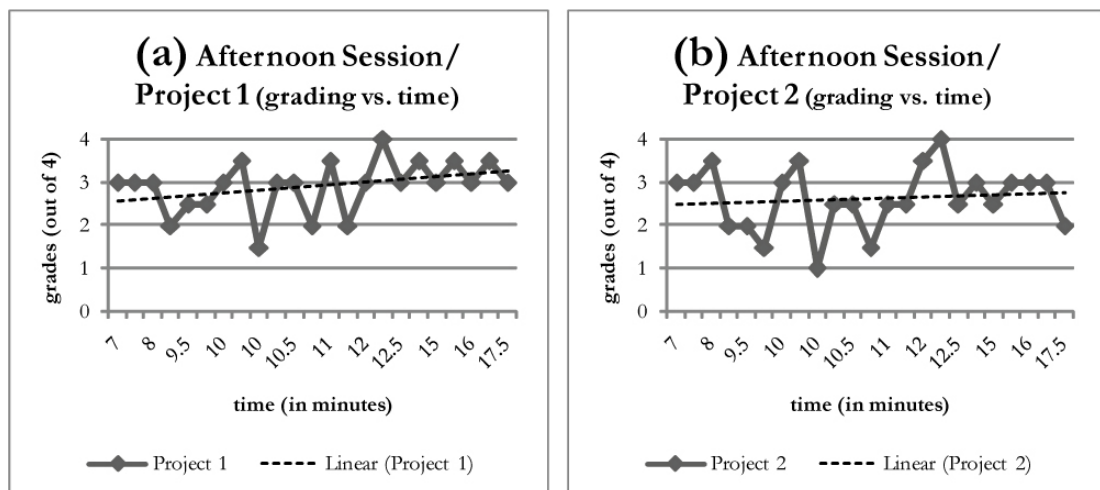 (a) Afternoon Session/
Project 1 (grading vs. time)
grades (out of 4)
4
3
2
1
0
7
8
9.5
10
10
10.5
11
12
12.5
15
16
17.5
time (in minutes)
Project 1
Linear (Project 1)
(b) Afternoon Session/
Project 2 (grading vs. time)
grades (out of 4)
4
3
2
1
0
7
8
9.5
10
10
10.5
11
12
12.5
15
16
17.5
time (in minutes)
Project 2
Linear (Project 2)